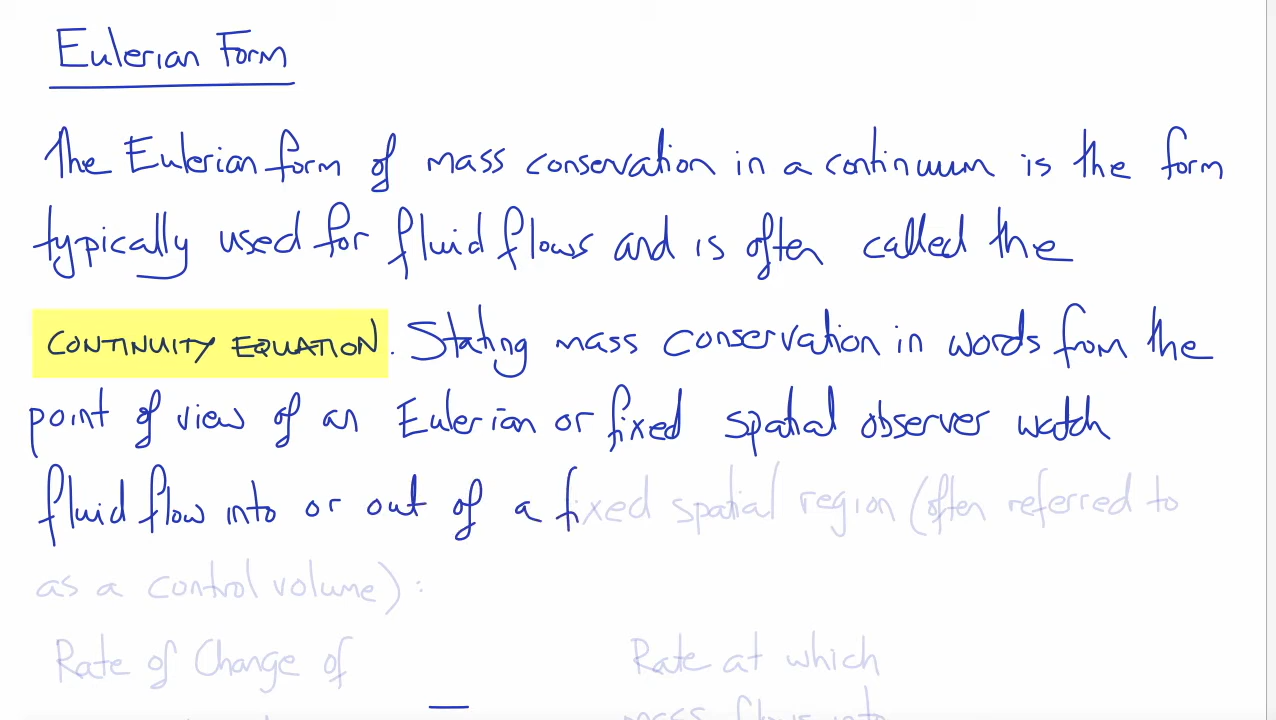 Eulerian Form
The Eulerian form of mass conservation in a continuum is the form
typically used for fluid flows and is often called the
CONTINUITY EQUATION. Stating mass conservation in words from the
point of view of an Eulerian or fixed spatial observer watch
fluid flow into or out of a fixed spatial region (often referred to
as a control volume):
Rate of Change of
Rate at which
mass flows into